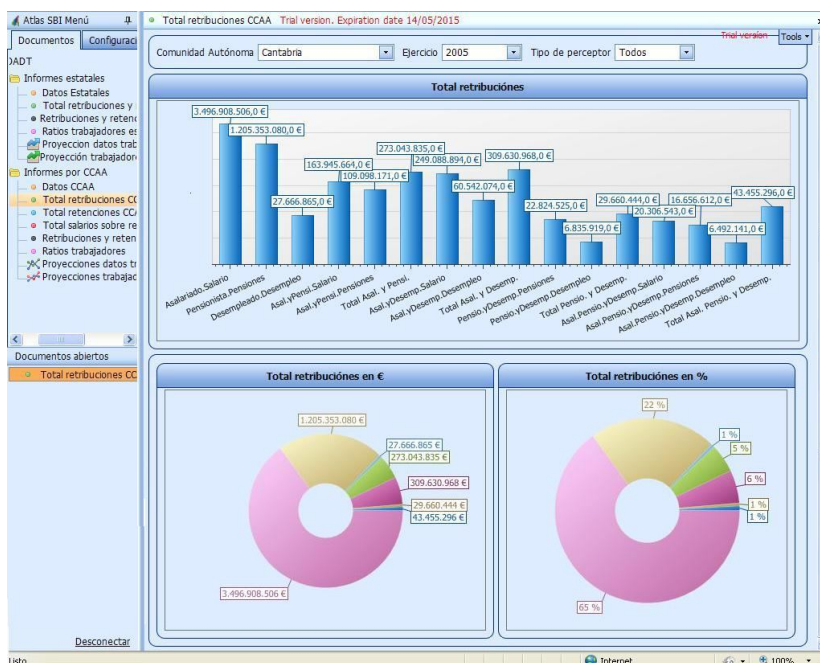 Atlas SBI Menú
Documentos
Configuraci
DADT
Informes estatales
Datos Estatales
Total retribuciones y
Retribuciones y retenc
Ratios trabajadores es
Proyeccion datos trab
Proyección trabajador
Informes por CCAA
Datos CCAA
Total retribuciones CC
Total retenciones CC
Total salarios sobre re
Retribuciones y reten
Ratios trabajadores
Proyecciones datos tr
Proyecciones trabajad
Documentos abiertos
Total retribuciones CC
Desconectar
Total retribuciones CCAA Trial version. Expiration date 14/05/2015
Trial version
Tools
Comunidad Autónoma Cantabria Ejercicio 2005 Tipo de perceptor Todos
Total retribuciónes
3.496.908.506,0 €
1.205.353.080,0 €
27.666.865,0 €
163.945.664,0 €
109.098.171,0 €
273.043.835,0 €
249.088.894,0 €
60.542.074,0 €
309.630.968,0 €
22.824.525,0 €
6.835.919,0 €
29.660.444,0 €
20.306.543,0 €
16.656.612,0 €
6.492.141,0 €
43.455.296,0 €
Asalariado.Salario
Pensionista.Pensiones
Desempleado.Desempleo
Asal.yPensi.Salario
Asal.yPensi.Pensiones
Total Asal. y Pensi.
Asal.yDesemp.Salario
Asal.yDesemp.Desempleo
Total Asal. y Desemp.
Pensio.yDesemp.Pensiones
Pensio.yDesemp.Desempleo
Total Pensio. y Desemp.
Asal.Pensio.yDesemp.Salario
Asal.Pensio.yDesemp.Pensiones
Asal.Pensio.yDesemp.Desempleo
Total Asal. Pensio. y Desemp.
Total retribuciónes en €
1.205.353.080 €
27.666.865 €
273.043.835 €
309.630.968 €
29.660.444 €
43.455.296 €
3.496.908.506 €
Total retribuciónes en %
22 %
1 %
5 %
6 %
1 %
1 %
65 %
Listo
Internet
100%